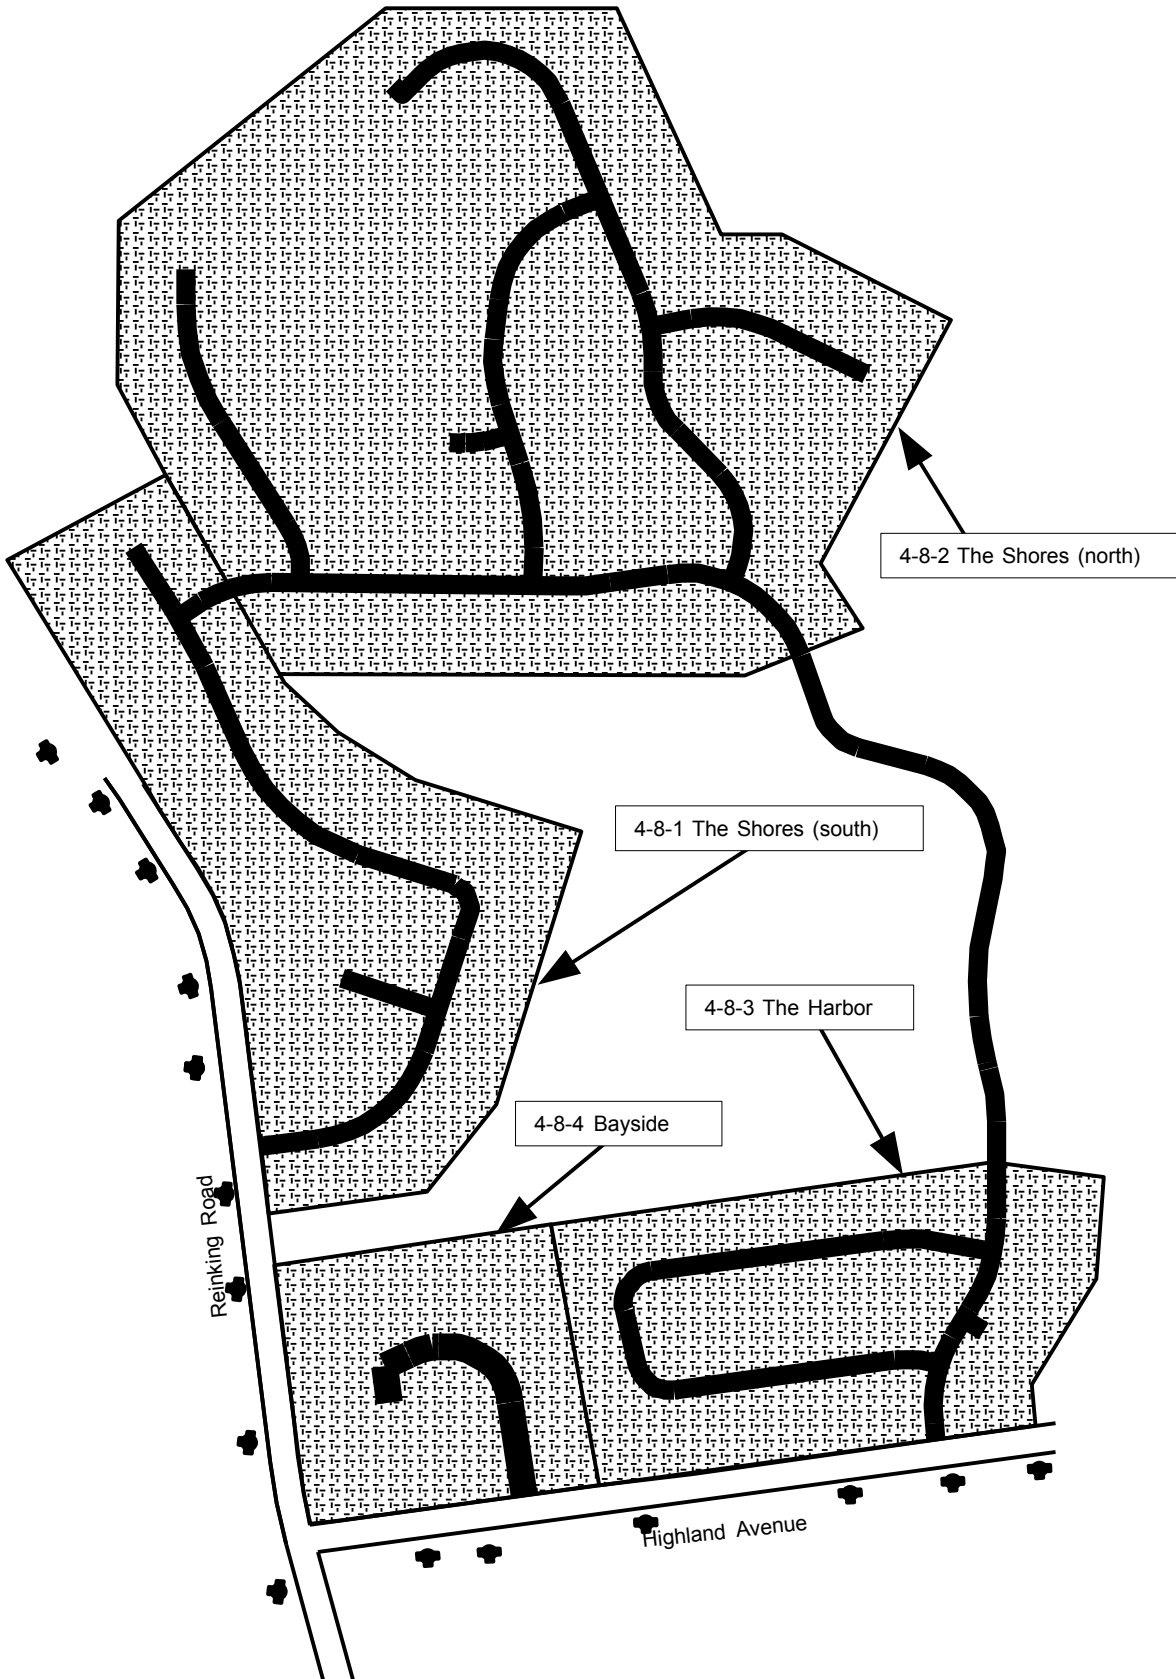 4-8-2 The Shores (north)
4-8-1 The Shores (south)
4-8-3 The Harbor
4-8-4 Bayside
Reinking Road
Highland Avenue